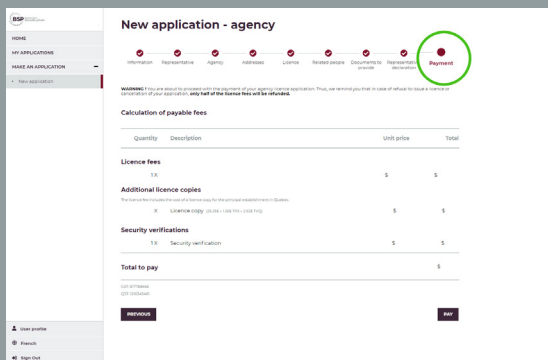 BSP
New application - agency
HOME
MY APPLICATIONS
MAKE AN APPLICATION -
• New application
Information
Representative
Agency
Addresses
Licence
Related people
Documents to provide
Representative declaration
Payment
WARNING ! You are about to proceed with the payment of your agency licence application. Thus, we remind you that in case of refusal to issue a licence or
cancellation of your application, only half of the licence fees will be refunded.
Calculation of payable fees
Quantity Description Unit price Total
Licence fees
1 X $ $
Additional licence copies
The licence fee includes the cost of a licence copy for the principal establishment in Quebec.
X Licence copy $ $
Security verifications
1 X Security verification $ $
Total to pay $
PREVIOUS PAY
User profile
French
Sign Out